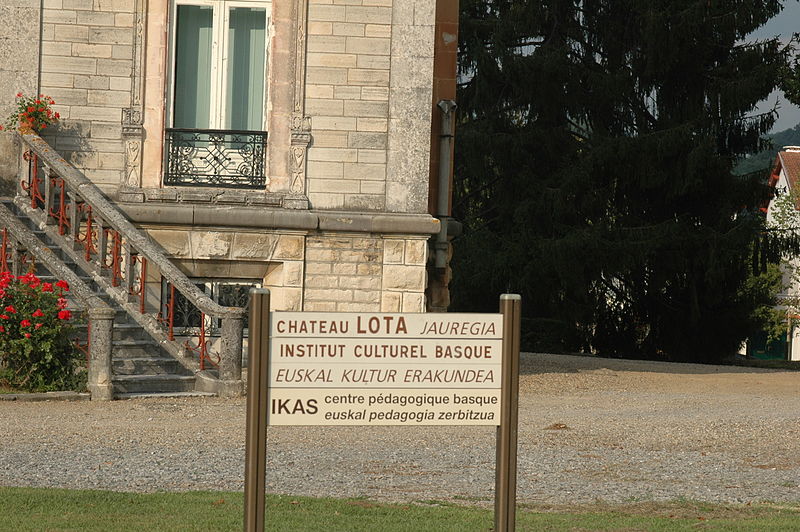 CHATEAU LOTA JAUREGIA
INSTITUT CULTUREL BASQUE
EUSKAL KULTUR ERAKUNDEA
IKAS centre pédagogique basque
euskal pedagogia zerbitzua